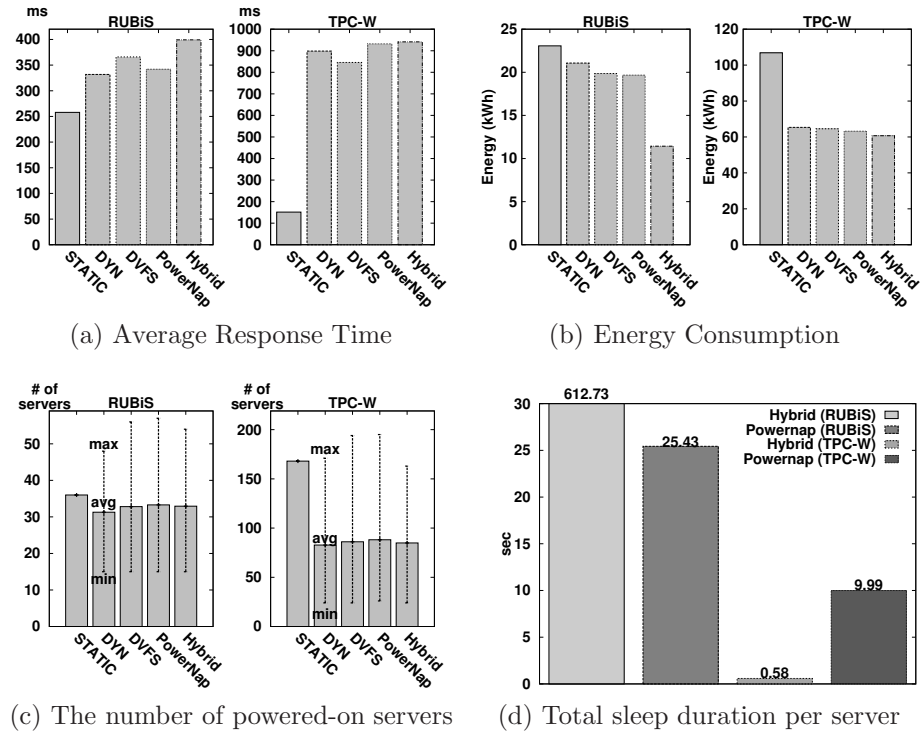 ms RUBiS
400
350
300
250
200
150
100
50
0
STATIC DYN DVFS PowerNap Hybrid
ms TPC-W
1000
900
800
700
600
500
400
300
200
100
0
STATIC DYN DVFS PowerNap Hybrid
(a) Average Response Time
RUBiS
Energy (kWh)
25
20
15
10
5
0
STATIC DYN DVFS PowerNap Hybrid
TPC-W
Energy (kWh)
120
100
80
60
40
20
0
STATIC DYN DVFS PowerNap Hybrid
(b) Energy Consumption
# of
servers RUBiS
50
40
30
20
10
0
max
avg
min
STATIC DYN DVFS PowerNap Hybrid
# of
servers TPC-W
200
150
100
50
0
max
avg
min
STATIC DYN DVFS PowerNap Hybrid
(c) The number of powered-on servers
sec
30
25
20
15
10
5
0
612.73
25.43
0.58
9.99
Hybrid (RUBiS)
Powernap (RUBiS)
Hybrid (TPC-W)
Powernap (TPC-W)
(d) Total sleep duration per server